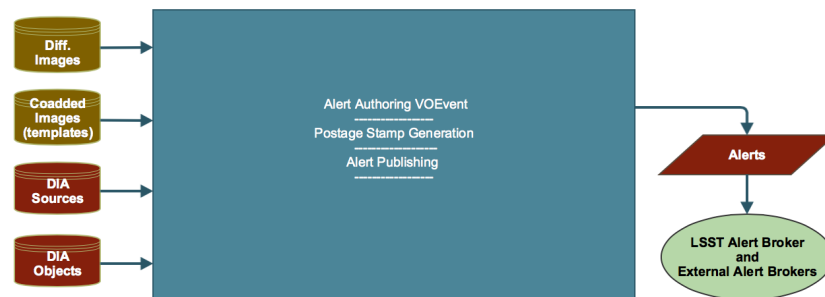 Diff.
Images
Coadded
Images
(templates)
DIA
Sources
DIA
Objects
Alert Authoring VOEvent
-------------------
Postage Stamp Generation
-------------------
Alert Publishing
-------------------
Alerts
LSST Alert Broker
and
External Alert Brokers